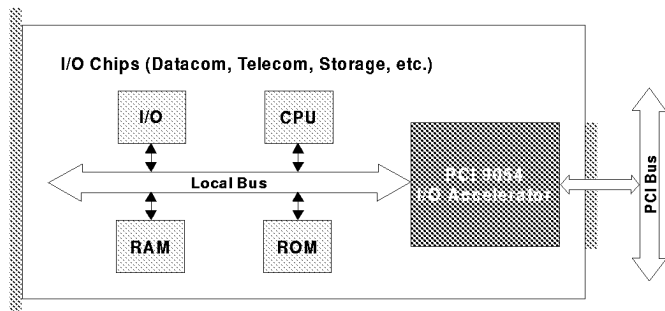 I/O Chips (Datacom, Telecom, Storage, etc.)
I/O
CPU
Local Bus
PCI 9054
I/O Accelerator
RAM
ROM
PCI Bus